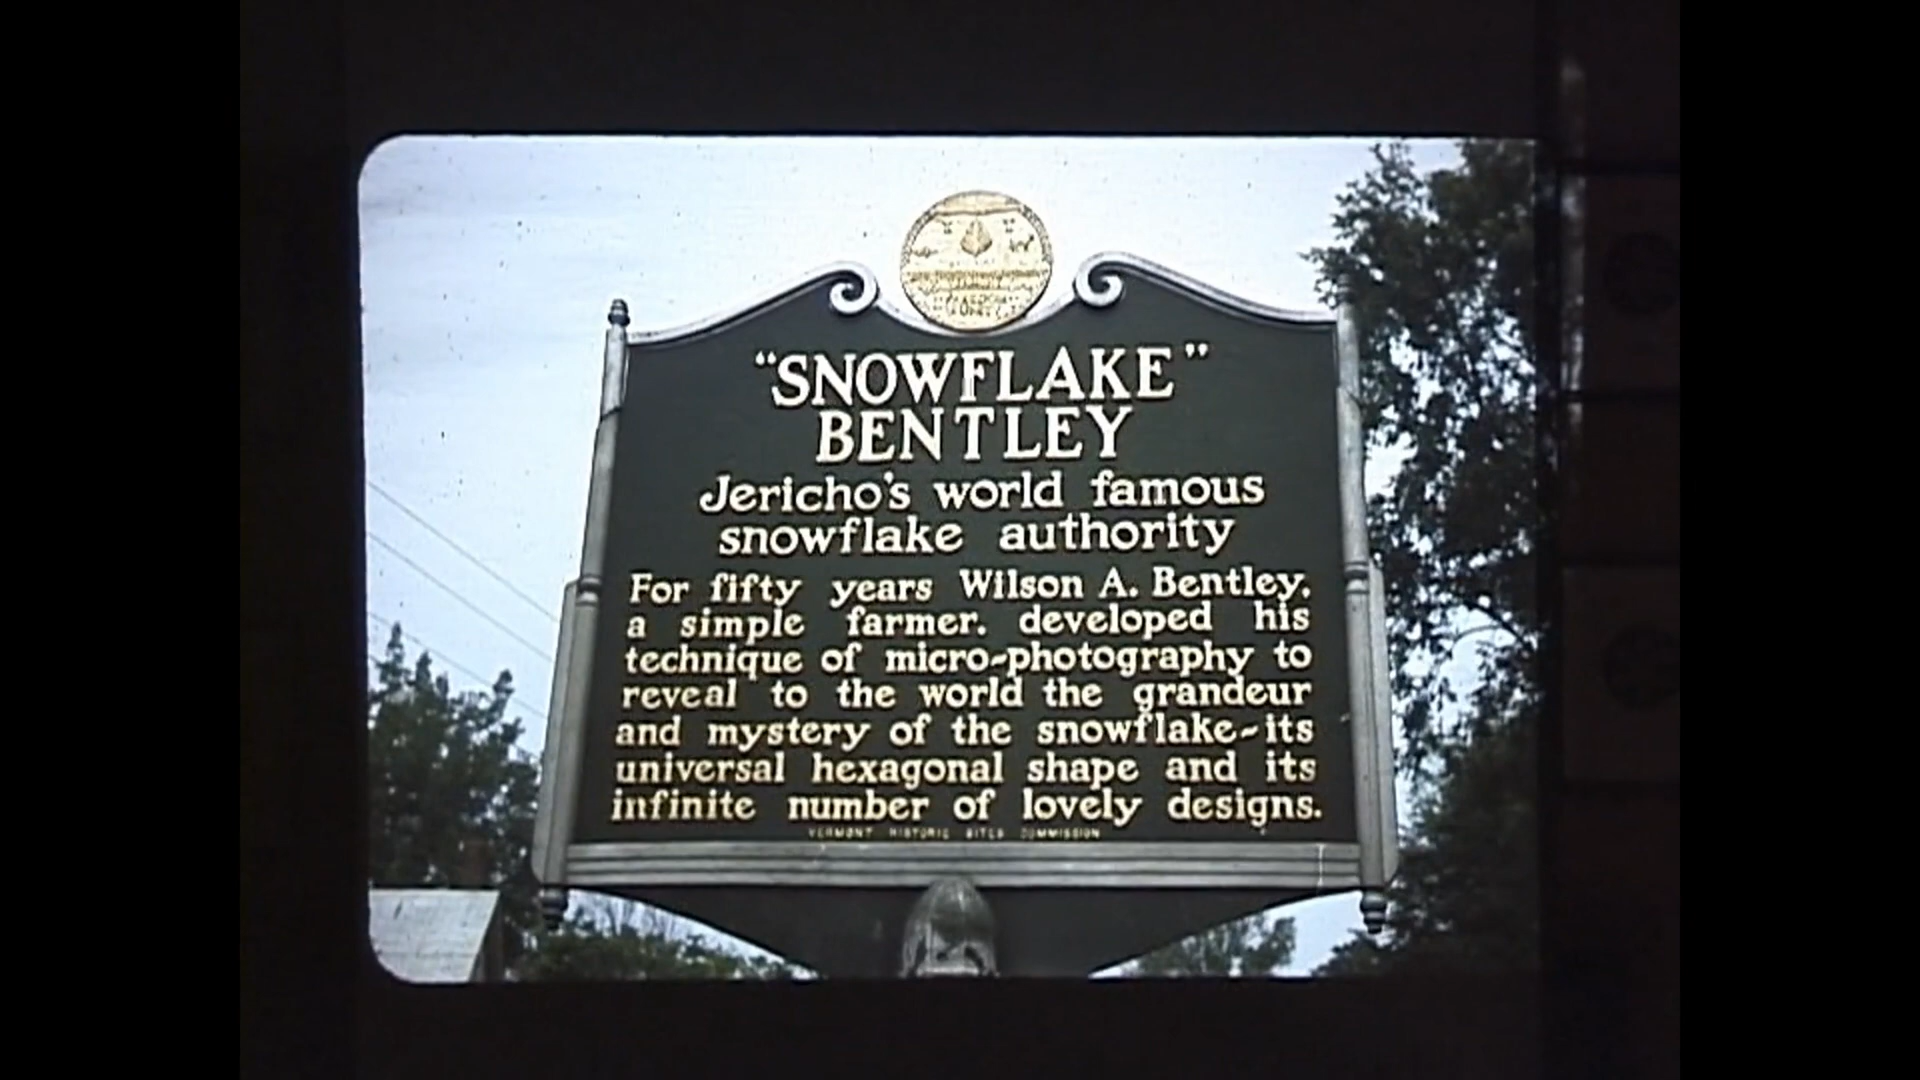 "SNOWFLAKE"
BENTLEY
Jericho's world famous
snowflake authority
For fifty years Wilson A. Bentley,
a simple farmer, developed his
technique of micro-photography to
reveal to the world the grandeur
and mystery of the snowflake-its
universal hexagonal shape and its
infinite number of lovely designs.
VERMONT HISTORIC SITES COMMISSION